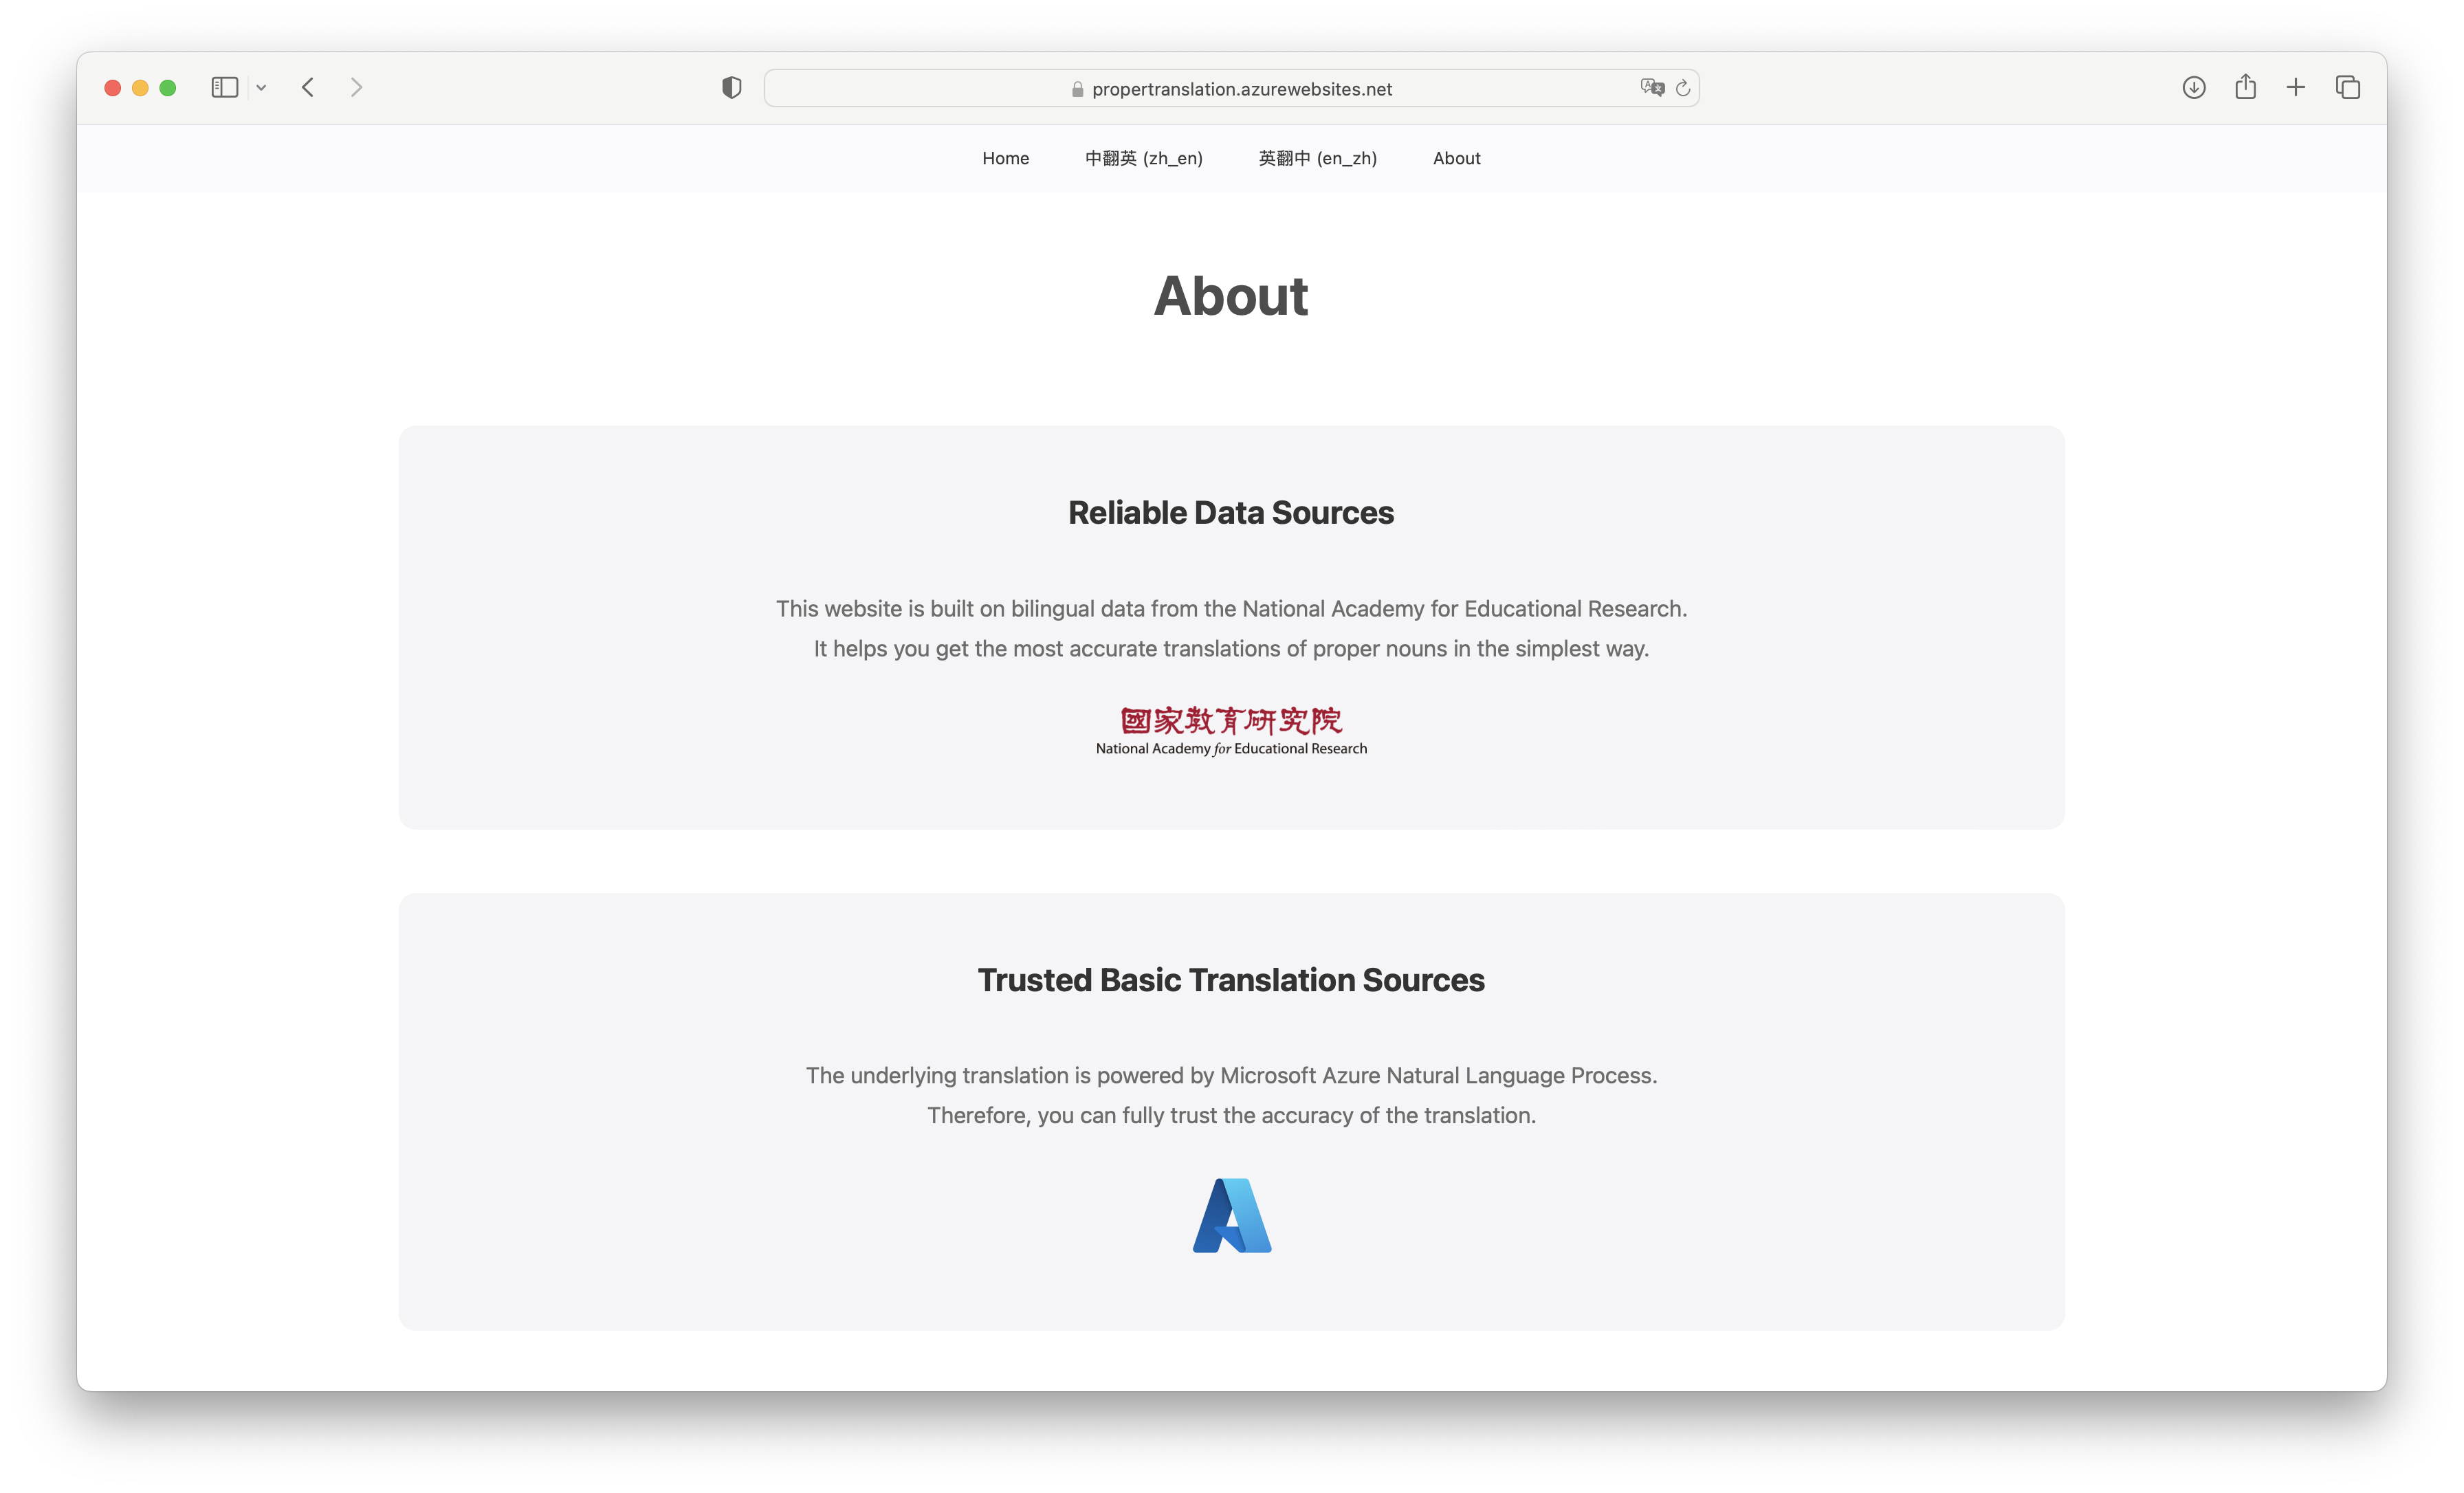 propertranslation.azurewebsites.net
Home 中翻英 (zh_en) 英翻中 (en_zh) About
About
Reliable Data Sources
This website is built on bilingual data from the National Academy for Educational Research.
It helps you get the most accurate translations of proper nouns in the simplest way.
國家教育研究院
National Academy for Educational Research
Trusted Basic Translation Sources
The underlying translation is powered by Microsoft Azure Natural Language Process.
Therefore, you can fully trust the accuracy of the translation.